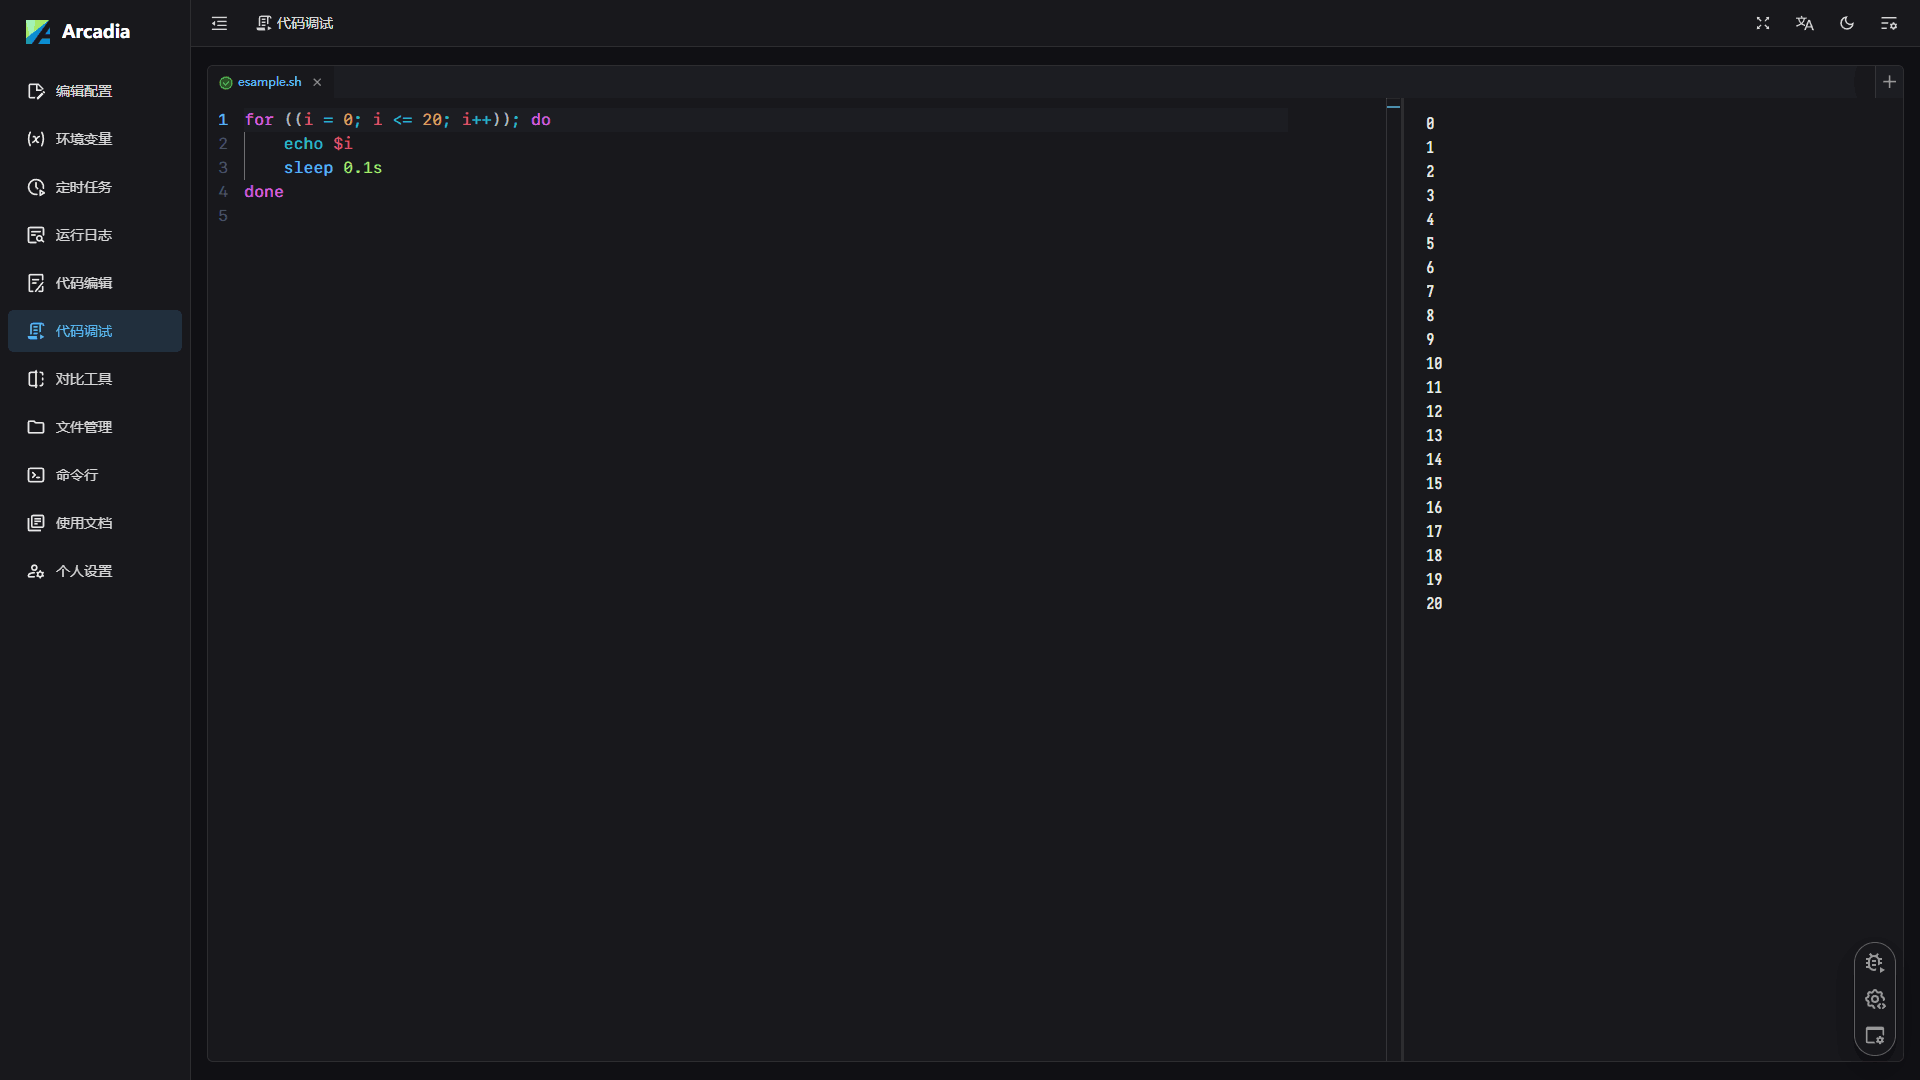 Arcadia
编辑配置
环境变量
定时任务
运行日志
代码编辑
代码调试
对比工具
文件管理
命令行
使用文档
个人设置
代码调试
esample.sh
1 for ((i = 0; i <= 20; i++)); do
2     echo $i
3     sleep 0.1s
4 done
5
0
1
2
3
4
5
6
7
8
9
10
11
12
13
14
15
16
17
18
19
20